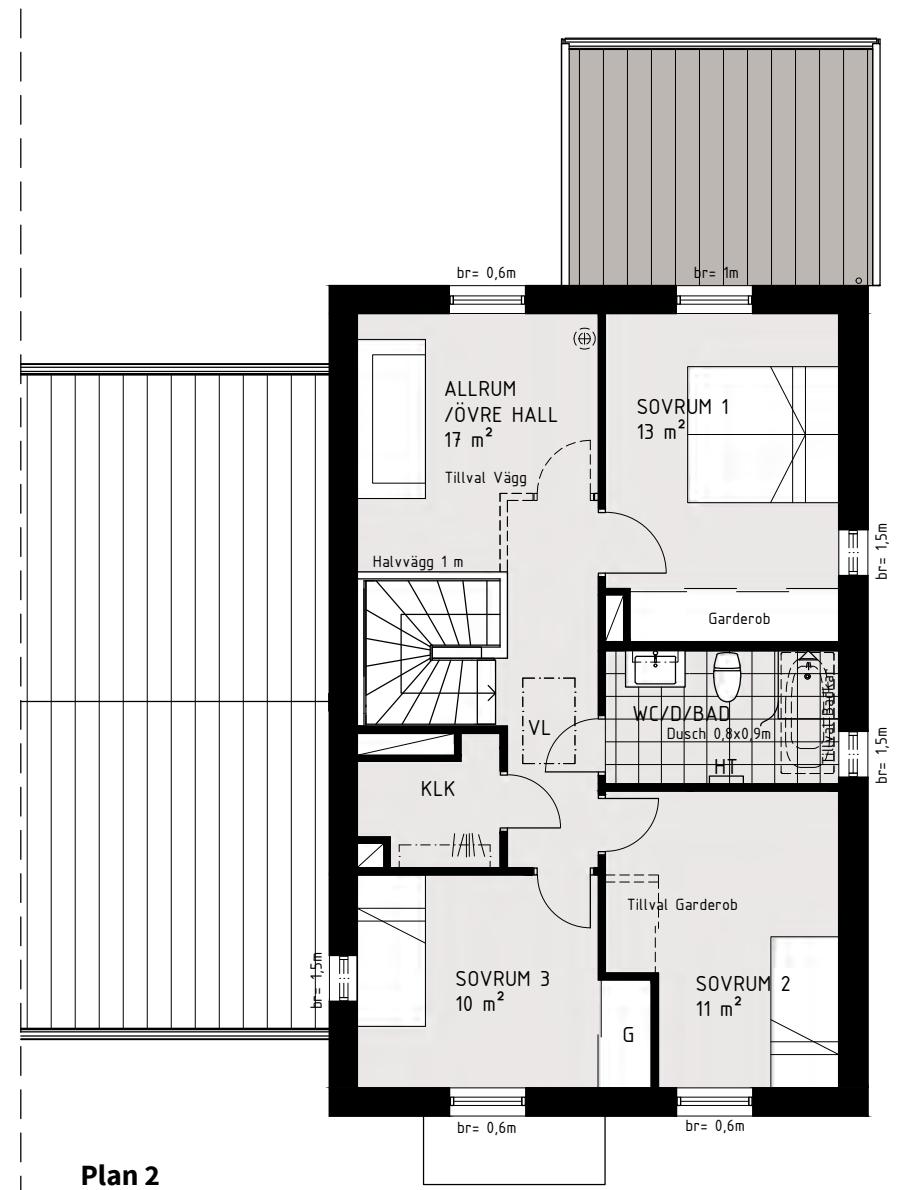 br= 0,6m
br= 1m
ALLRUM
/ÖVRE HALL
17 m²
SOVRUM 1
13 m²
Tillval Vägg
br= 1,5m
Halvvägg 1 m
Garderob
WC/D/BAD
Dusch 0,8x0,9m
Tillval Badkar
VL
HT
br= 1,5m
KLK
Tillval Garderob
br= 1,5m
SOVRUM 3
10 m²
SOVRUM 2
11 m²
G
br= 0,6m
br= 0,6m
Plan 2